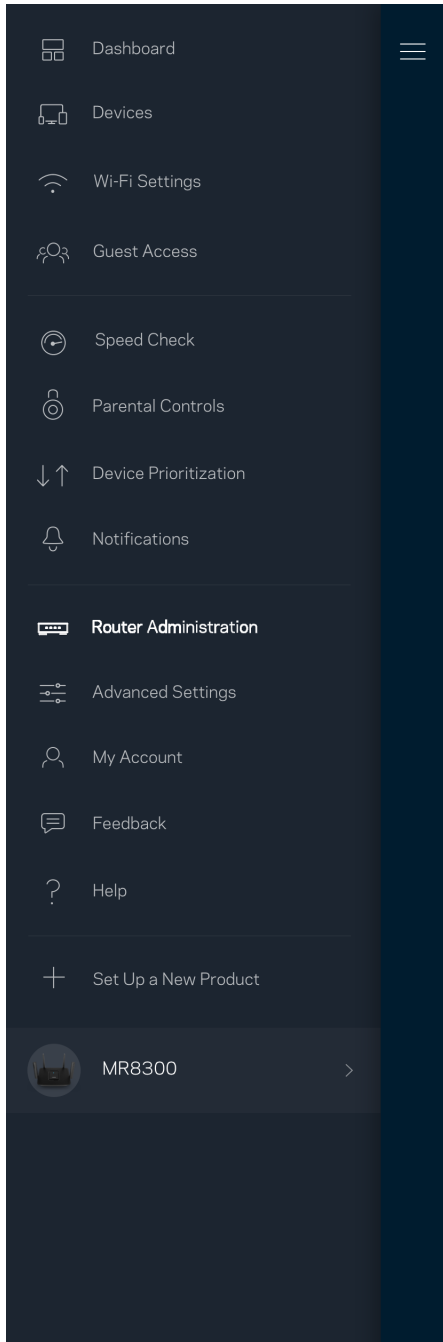 Dashboard
Devices
Wi-Fi Settings
Guest Access
Speed Check
Parental Controls
Device Prioritization
Notifications
Router Administration
Advanced Settings
My Account
Feedback
Help
Set Up a New Product
MR8300